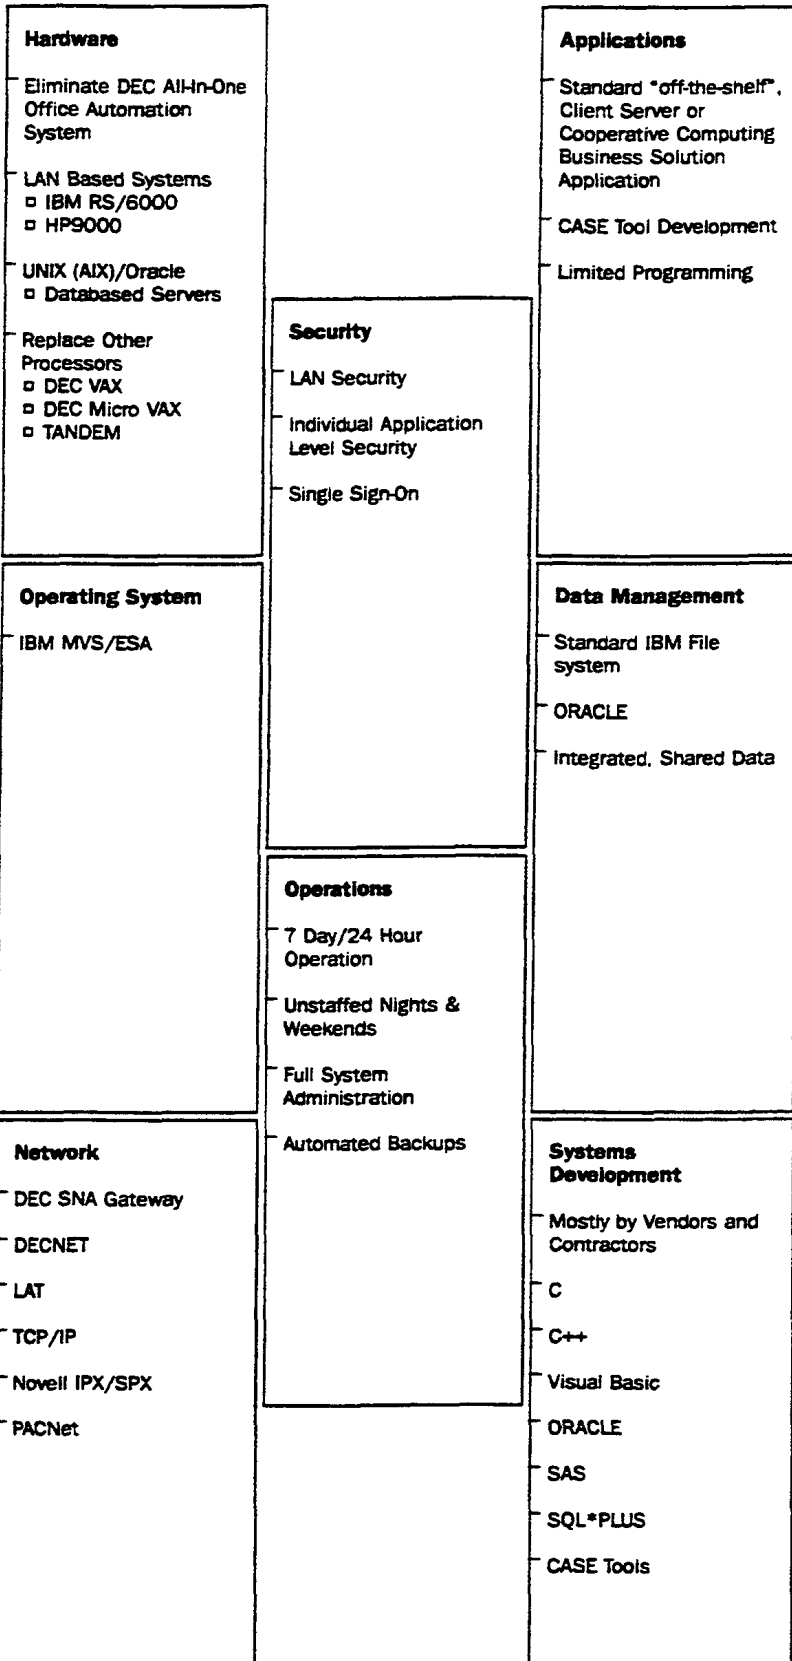 Hardware
Eliminate DEC All-In-One
Office Automation
System
LAN Based Systems
IBM RS/6000
HP9000
UNIX (AIX)/Oracle
Databased Servers
Replace Other
Processors
DEC VAX
DEC Micro VAX
TANDEM
Operating System
IBM MVS/ESA
Network
DEC SNA Gateway
DECNET
LAT
TCP/IP
Novell IPX/SPX
PACNet
Security
LAN Security
Individual Application
Level Security
Single Sign-On
Operations
7 Day/24 Hour
Operation
Unstaffed Nights &
Weekends
Full System
Administration
Automated Backups
Applications
Standard "off-the-shelf",
Client Server or
Cooperative Computing
Business Solution
Application
CASE Tool Development
Limited Programming
Data Management
Standard IBM File
system
ORACLE
Integrated, Shared Data
Systems
Development
Mostly by Vendors and
Contractors
C
C++
Visual Basic
ORACLE
SAS
SQL*PLUS
CASE Tools